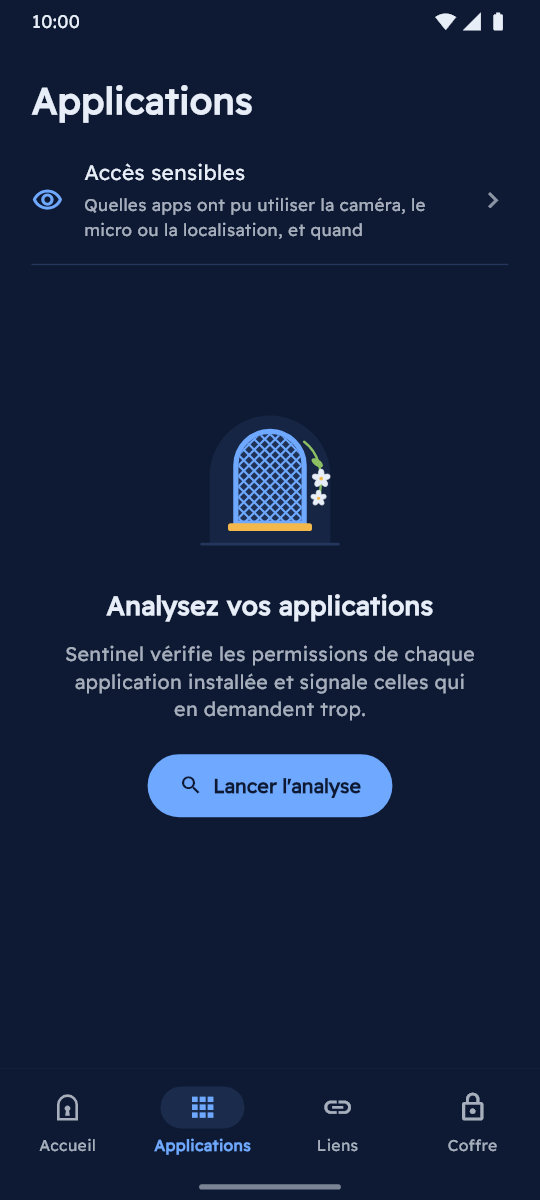 10:00
Applications
Accès sensibles
Quelles apps ont pu utiliser la caméra, le
micro ou la localisation, et quand
Analysez vos applications
Sentinel vérifie les permissions de chaque
application installée et signale celles qui
en demandent trop.
Lancer l'analyse
Accueil
Applications
Liens
Coffre